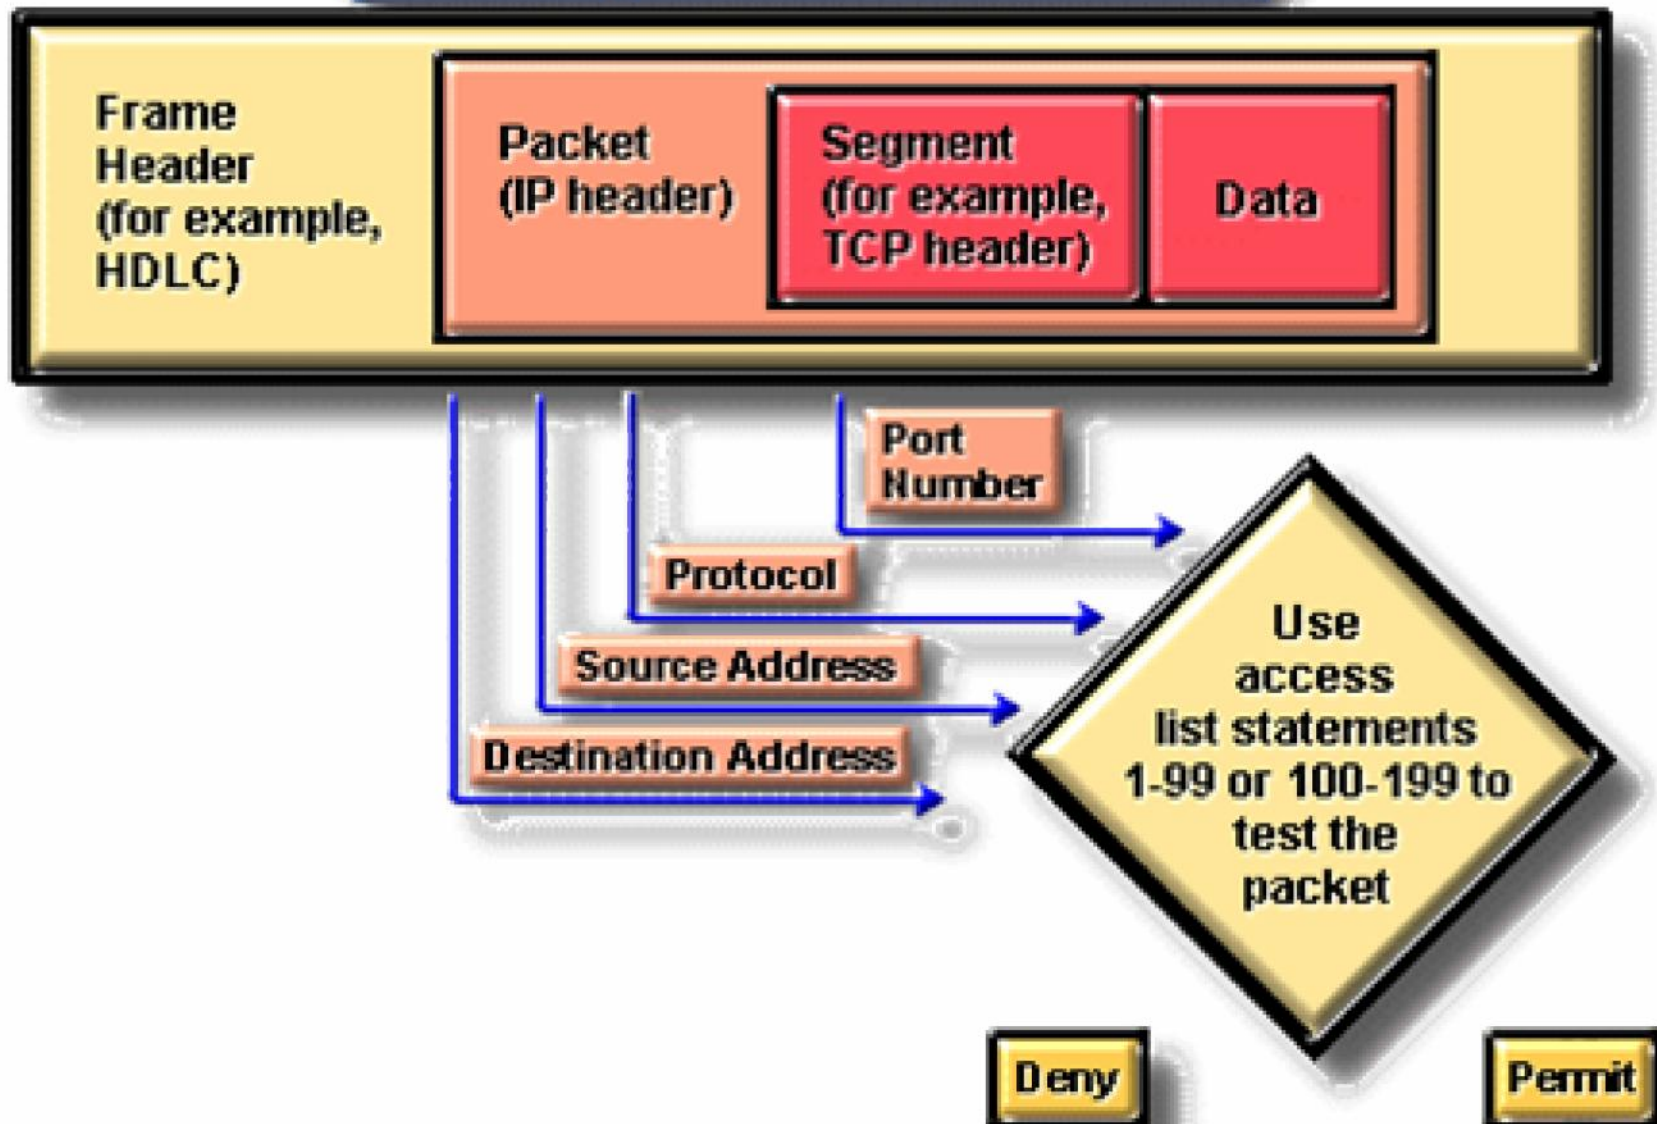 Frame
Header
(for example,
HDLC)
Packet
(IP header)
Segment
(for example,
TCP header)
Data
Port
Number
Protocol
Source Address
Destination Address
Use
access
list statements
1-99 or 100-199 to
test the
packet
Deny
Permit